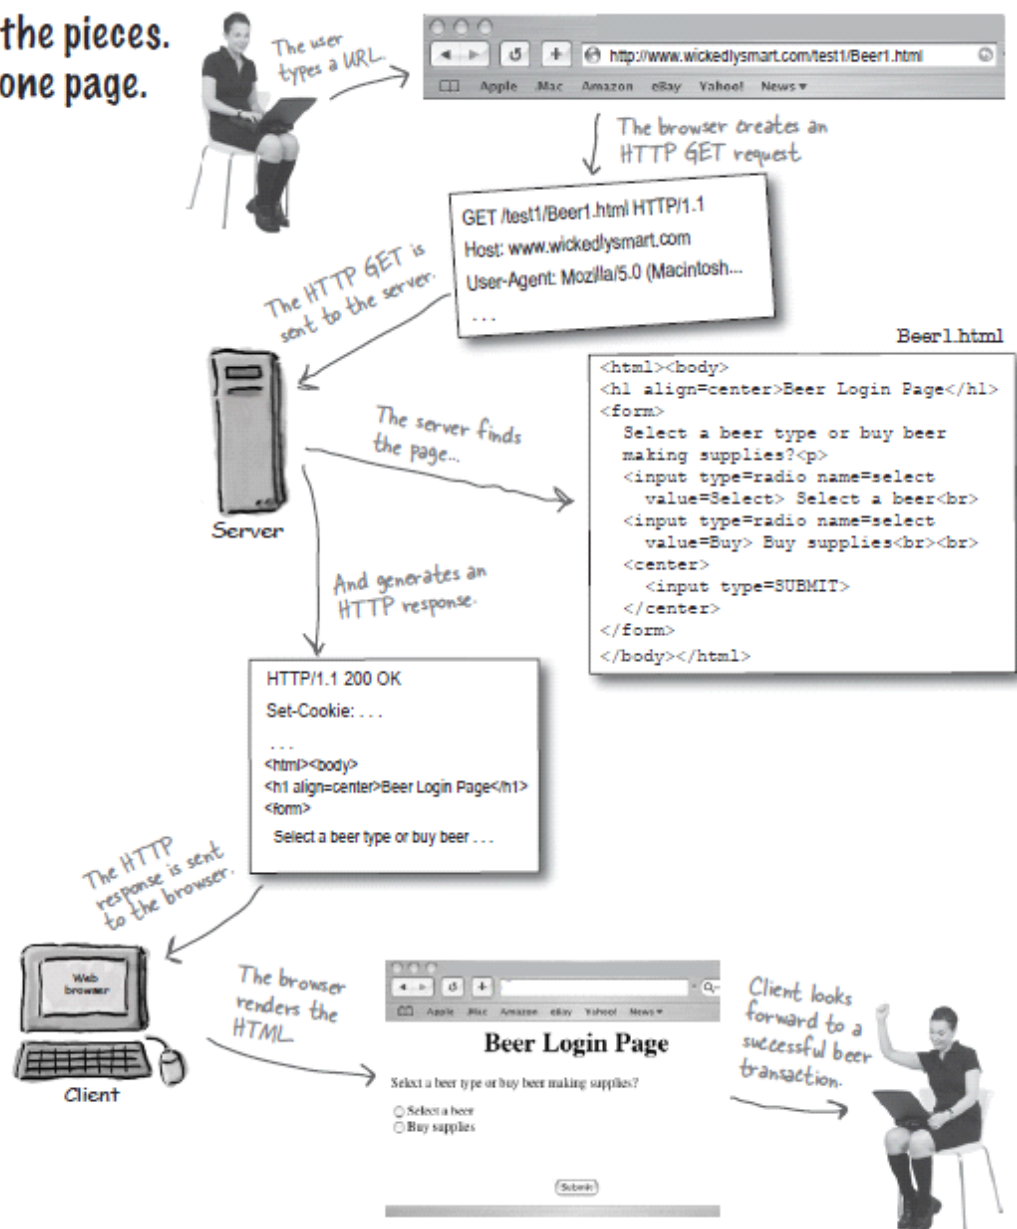 the pieces.
one page.
The user
types a URL.
http://www.wickedlysmart.com/test1/Beer1.html
Apple .Mac Amazon eBay Yahoo! News ▾
The browser creates an
HTTP GET request
GET /test1/Beer1.html HTTP/1.1
Host: www.wickedlysmart.com
User-Agent: Mozilla/5.0 (Macintosh...
. . .
The HTTP GET is
sent to the server.
Beer1.html
<html><body>
<h1 align=center>Beer Login Page</h1>
<form>
Select a beer type or buy beer
making supplies?<p>
<input type=radio name=select
value=Select> Select a beer<br>
<input type=radio name=select
value=Buy> Buy supplies<br><br>
<center>
<input type=SUBMIT>
</center>
</form>
</body></html>
The server finds
the page...
Server
And generates an
HTTP response.
HTTP/1.1 200 OK
Set-Cookie: . . .
. . .
<html><body>
<h1 align=center>Beer Login Page</h1>
<form>
Select a beer type or buy beer . . .
The HTTP
response is sent
to the browser.
Web
browser
Client
The browser
renders the
HTML
Apple .Mac Amazon eBay Yahoo! News ▾
Beer Login Page
Select a beer type or buy beer making supplies?
Select a beer
Buy supplies
Submit
Client looks
forward to a
successful beer
transaction.